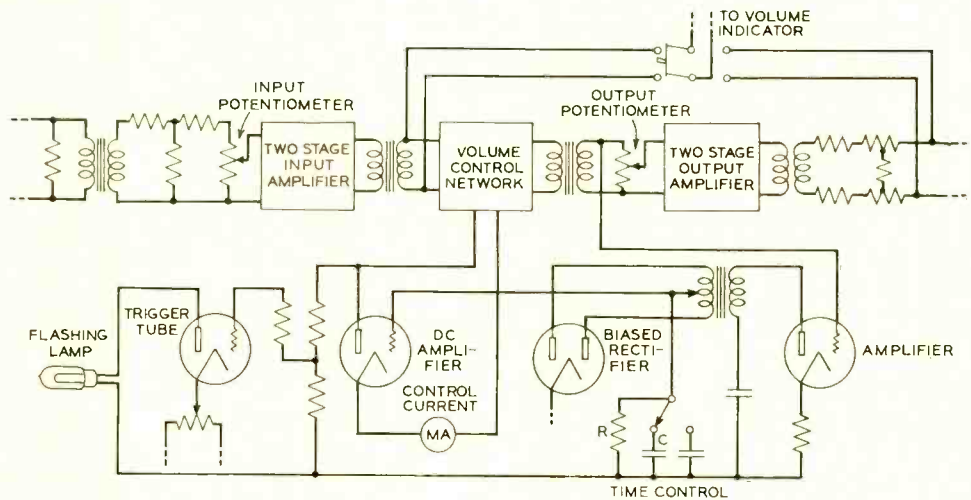 TO VOLUME
INDICATOR
INPUT
POTENTIOMETER
OUTPUT
POTENTIOMETER
TWO STAGE
INPUT
AMPLIFIER
VOLUME
CONTROL
NETWORK
TWO STAGE
OUTPUT
AMPLIFIER
FLASHING
LAMP
TRIGGER
TUBE
DC
AMPLI-
FIER
CONTROL
CURRENT
MA
BIASED
RECTI-
FIER
AMPLIFIER
R
C
TIME CONTROL